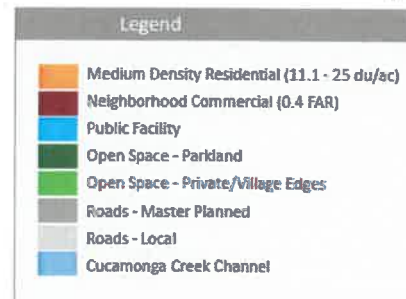 Legend
Medium Density Residential (11.1 - 25 du/ac)
Neighborhood Commercial (0.4 FAR)
Public Facility
Open Space - Parkland
Open Space - Private/Village Edges
Roads - Master Planned
Roads - Local
Cucamonga Creek Channel